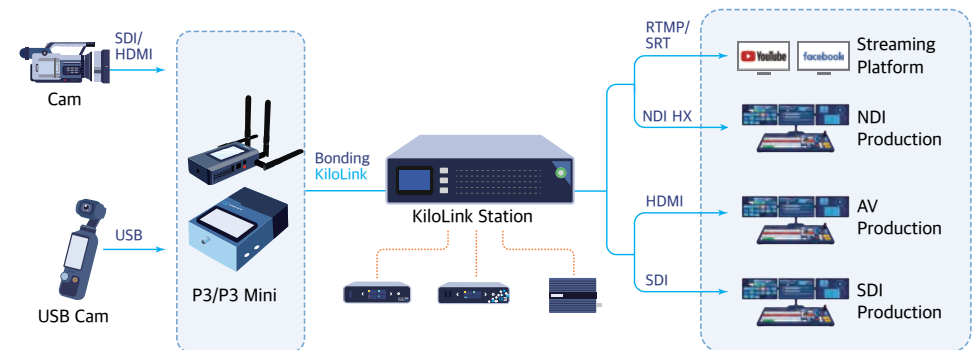 SDI/
HDMI
Cam
USB
USB Cam
P3/P3 Mini
Bonding
KiloLink
KiloLink Station
RTMP/
SRT
NDI HX
HDMI
SDI
YouTube
facebook
Streaming
Platform
NDI
Production
AV
Production
SDI
Production